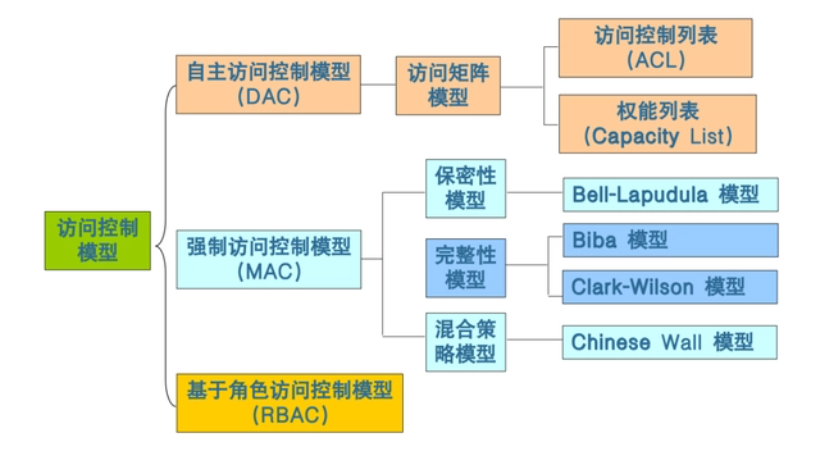 访问控制
模型
自主访问控制模型
(DAC)
访问矩阵
模型
访问控制列表
(ACL)
权能列表
(Capacity List)
强制访问控制模型
(MAC)
保密性
模型
Bell-Lapudula 模型
完整性
模型
Biba 模型
Clark-Wilson 模型
混合策
略模型
Chinese Wall 模型
基于角色访问控制模型
(RBAC)